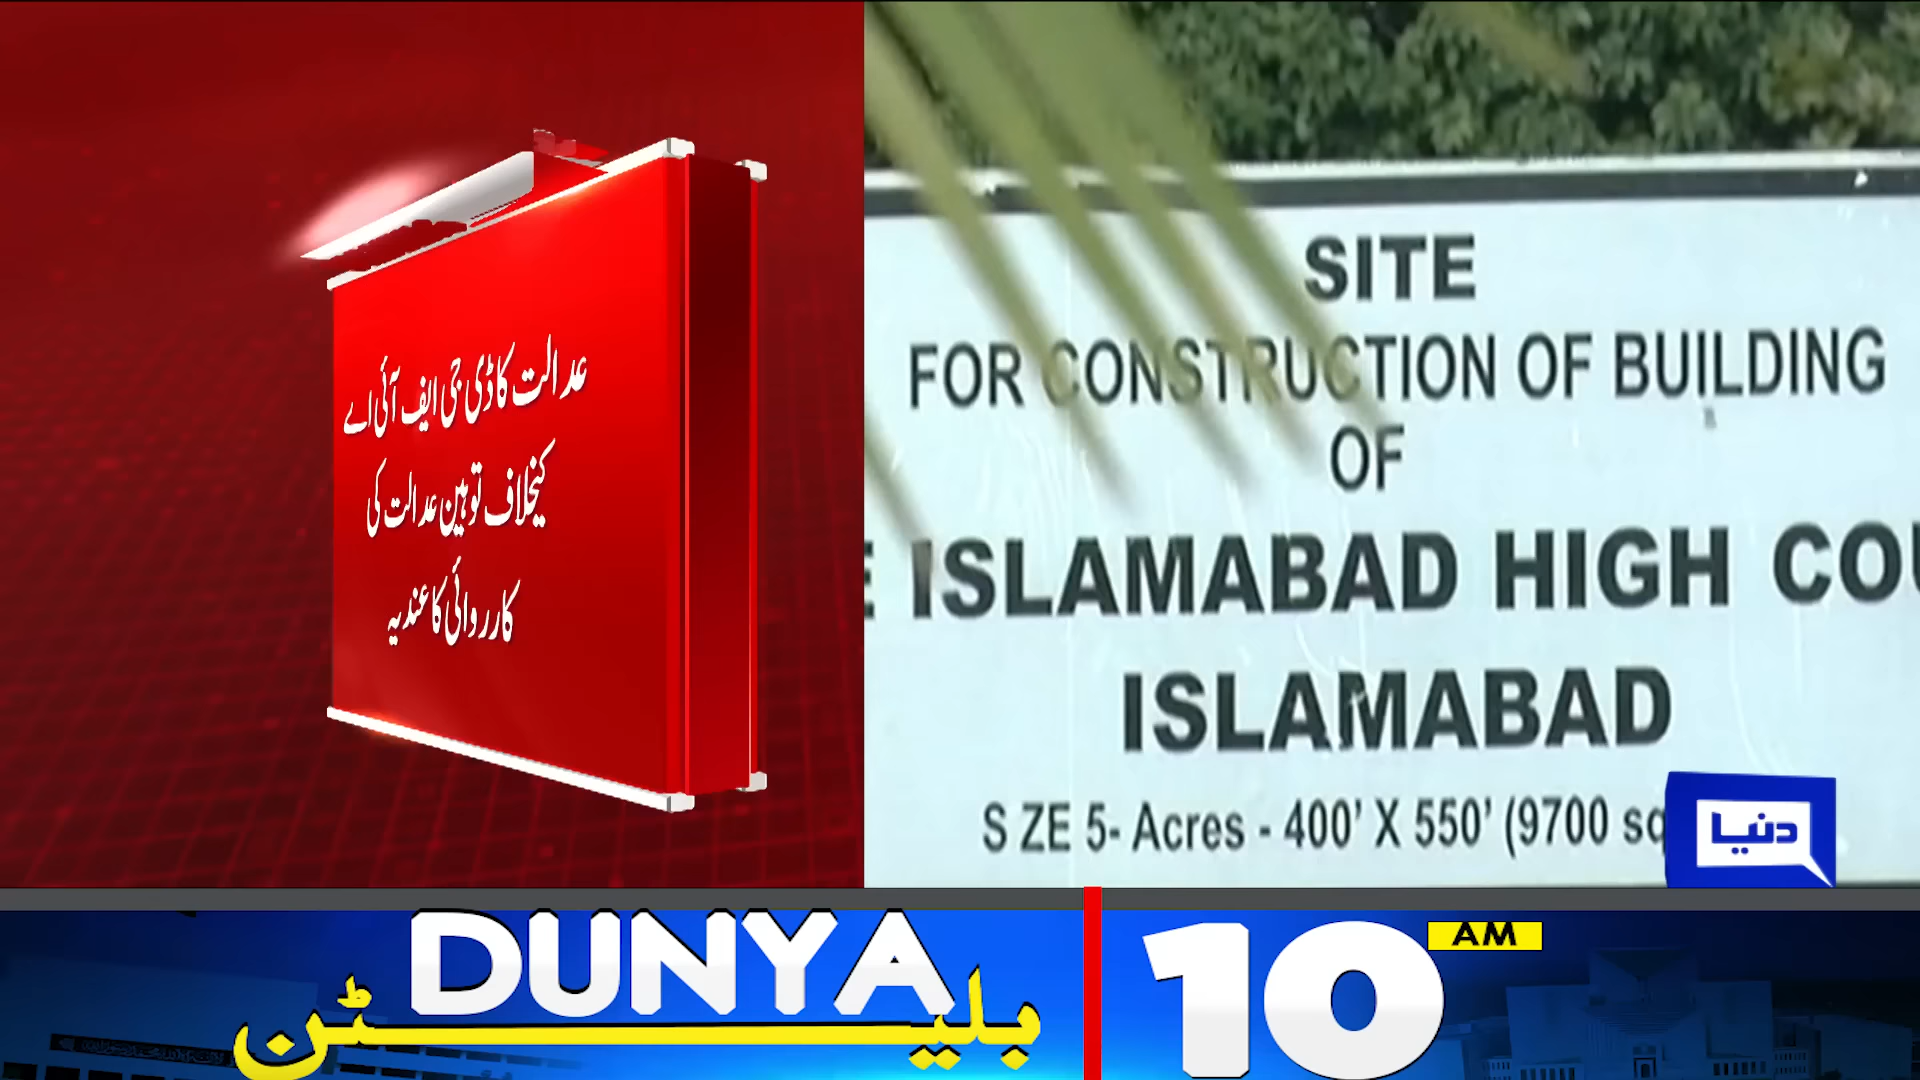 عدالت کا ڈی جی ایف آئی اے
کیخلاف توہین عدالت کی
کارروائی کا عندیہ
SITE
FOR CONSTRUCTION OF BUILDING
OF
E ISLAMABAD HIGH COU
ISLAMABAD
S ZE 5- Acres - 400' X 550' (9700 sq
دنیا
DUNYA
بلیٹن
10 AM